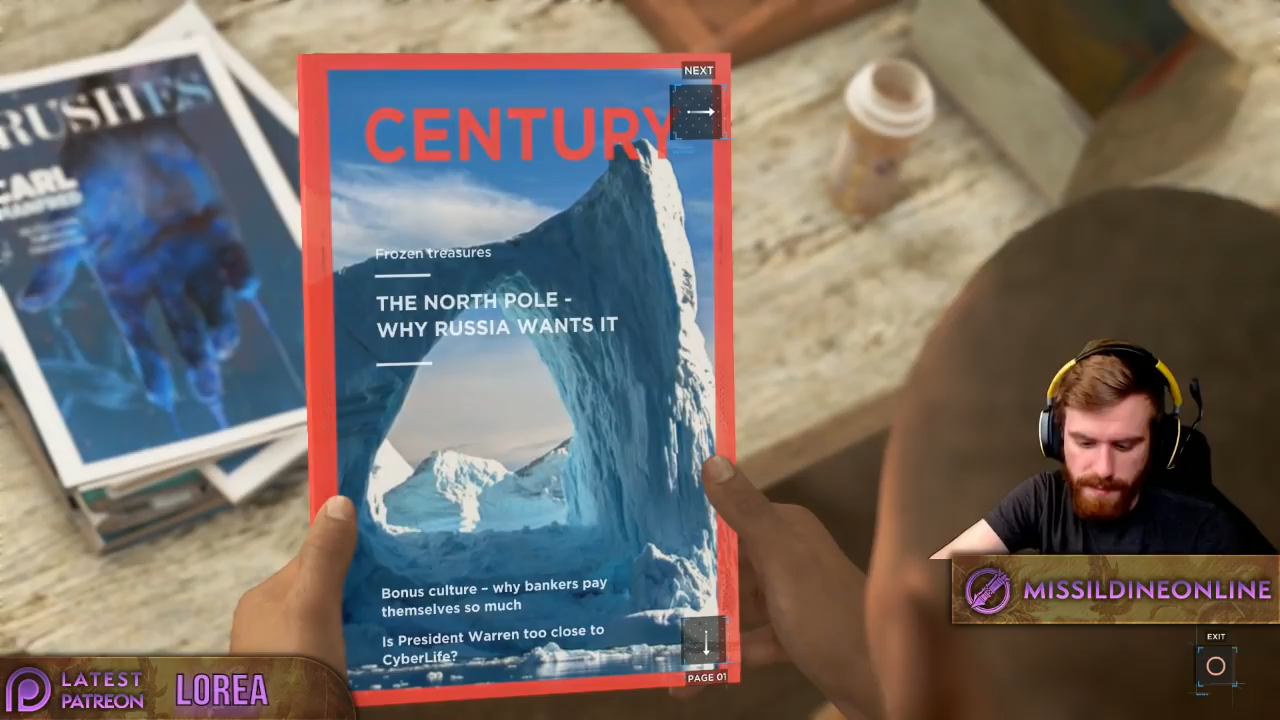 RUSHES
CARL
MANFRED
NEXT
CENTURY
Frozen treasures
THE NORTH POLE -
WHY RUSSIA WANTS IT
Bonus culture – why bankers pay
themselves so much
Is President Warren too close to
CyberLife?
PAGE 01
MISSILDINEONLINE
EXIT
LATEST
PATREON
LOREA